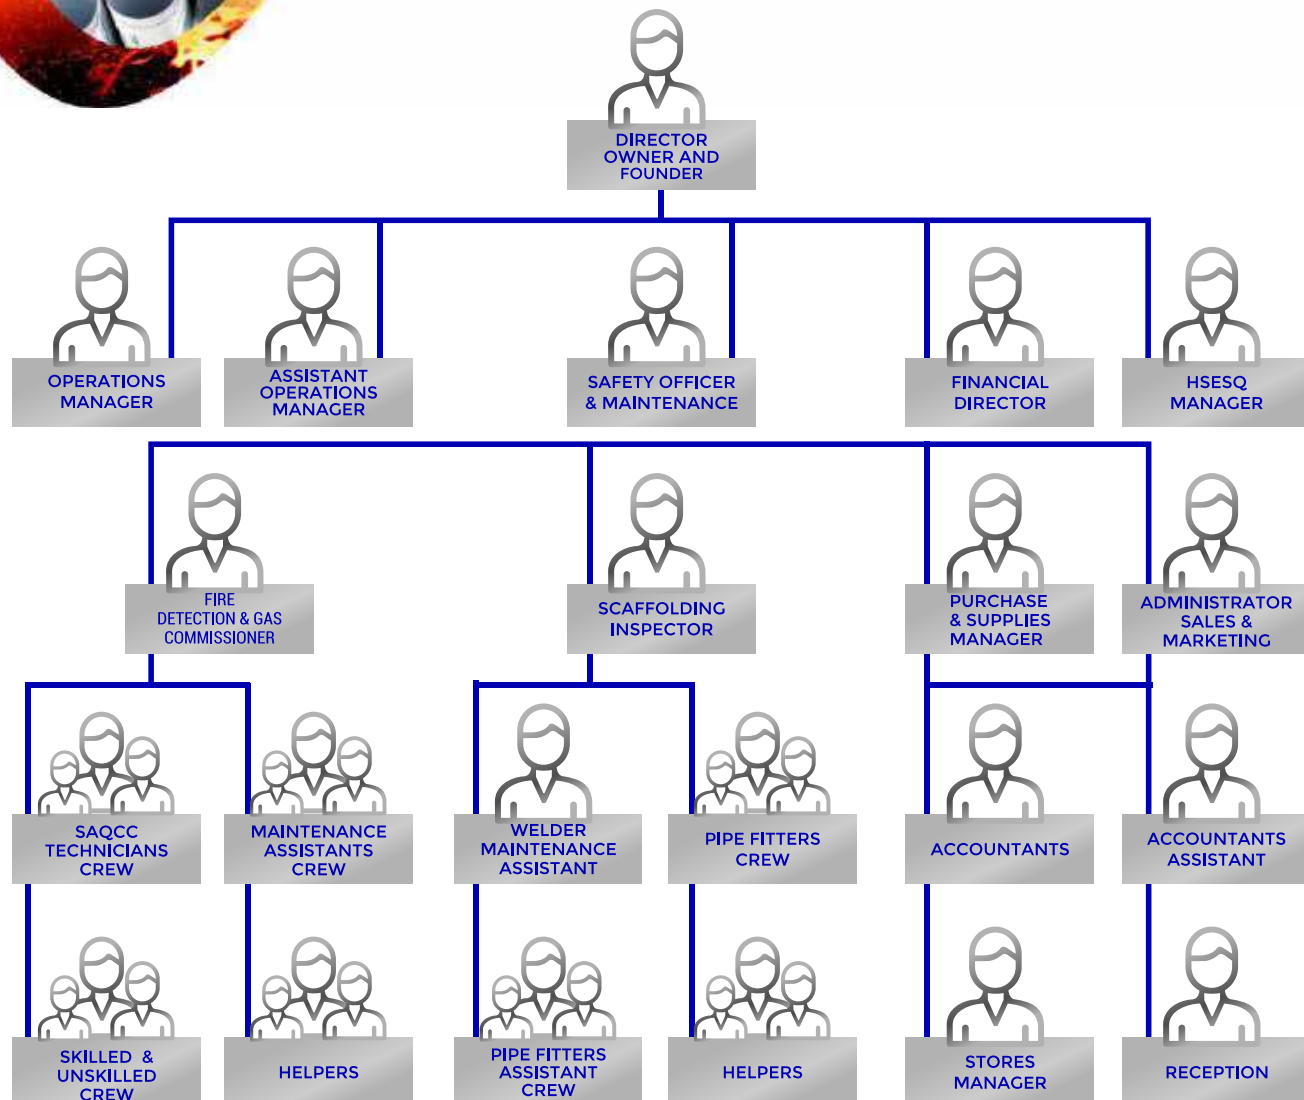 DIRECTOR
OWNER AND
FOUNDER
OPERATIONS
MANAGER
ASSISTANT
OPERATIONS
MANAGER
SAFETY OFFICER
& MAINTENANCE
FINANCIAL
DIRECTOR
HSESQ
MANAGER
FIRE
DETECTION & GAS
COMMISSIONER
SCAFFOLDING
INSPECTOR
PURCHASE
& SUPPLIES
MANAGER
ADMINISTRATOR
SALES &
MARKETING
SAQCC
TECHNICIANS
CREW
MAINTENANCE
ASSISTANTS
CREW
WELDER
MAINTENANCE
ASSISTANT
PIPE FITTERS
CREW
ACCOUNTANTS
ACCOUNTANTS
ASSISTANT
SKILLED &
UNSKILLED
CREW
HELPERS
PIPE FITTERS
ASSISTANT
CREW
HELPERS
STORES
MANAGER
RECEPTION